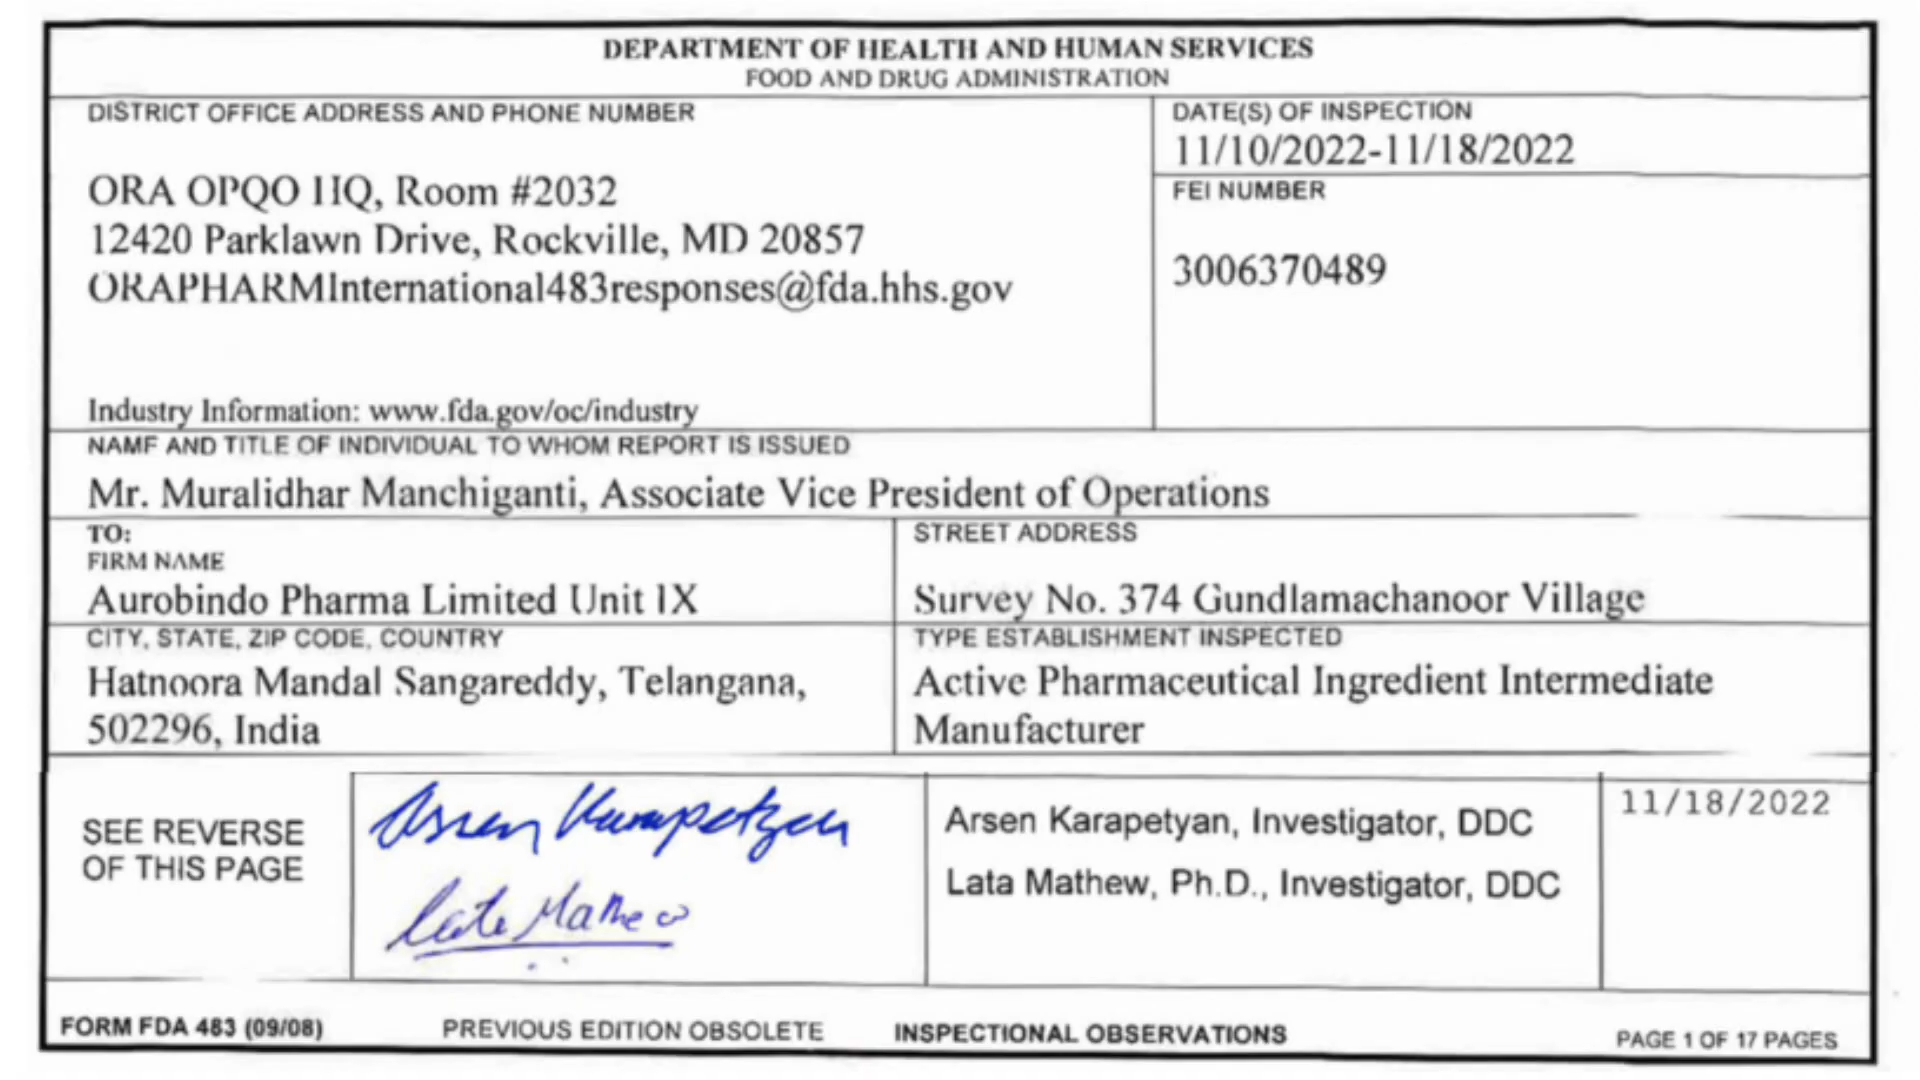 DEPARTMENT OF HEALTH AND HUMAN SERVICES
FOOD AND DRUG ADMINISTRATION
DISTRICT OFFICE ADDRESS AND PHONE NUMBER
ORA OPQO HQ, Room #2032
12420 Parklawn Drive, Rockville, MD 20857
ORAPHARMInternational483responses@fda.hhs.gov
Industry Information: www.fda.gov/oc/industry
DATE(S) OF INSPECTION
11/10/2022-11/18/2022
FEI NUMBER
3006370489
NAME AND TITLE OF INDIVIDUAL TO WHOM REPORT IS ISSUED
Mr. Muralidhar Manchiganti, Associate Vice President of Operations
TO:
FIRM NAME
Aurobindo Pharma Limited Unit IX
STREET ADDRESS
Survey No. 374 Gundlamachanoor Village
CITY, STATE, ZIP CODE, COUNTRY
Hatnoora Mandal Sangareddy, Telangana,
502296, India
TYPE ESTABLISHMENT INSPECTED
Active Pharmaceutical Ingredient Intermediate
Manufacturer
SEE REVERSE
OF THIS PAGE
Arsen Karapetyan
Lata Mathew
Arsen Karapetyan, Investigator, DDC
Lata Mathew, Ph.D., Investigator, DDC
11/18/2022
FORM FDA 483 (09/08)
PREVIOUS EDITION OBSOLETE
INSPECTIONAL OBSERVATIONS
PAGE 1 OF 17 PAGES